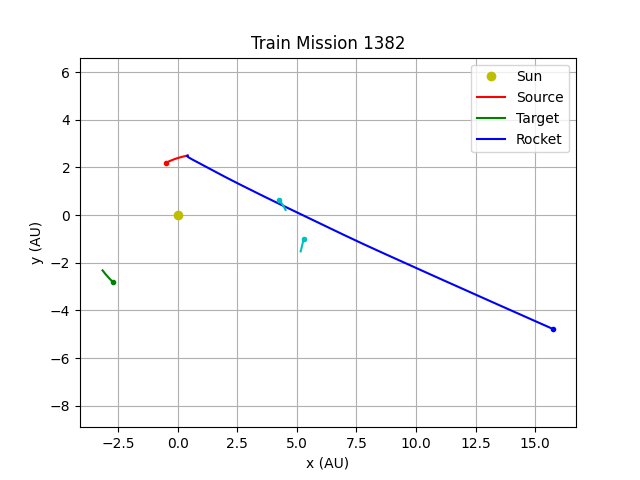 Train Mission 1382
Sun
Source
Target
Rocket
y (AU)
6
4
2
0
−2
−4
−6
−8
−2.5 0.0 2.5 5.0 7.5 10.0 12.5 15.0
x (AU)